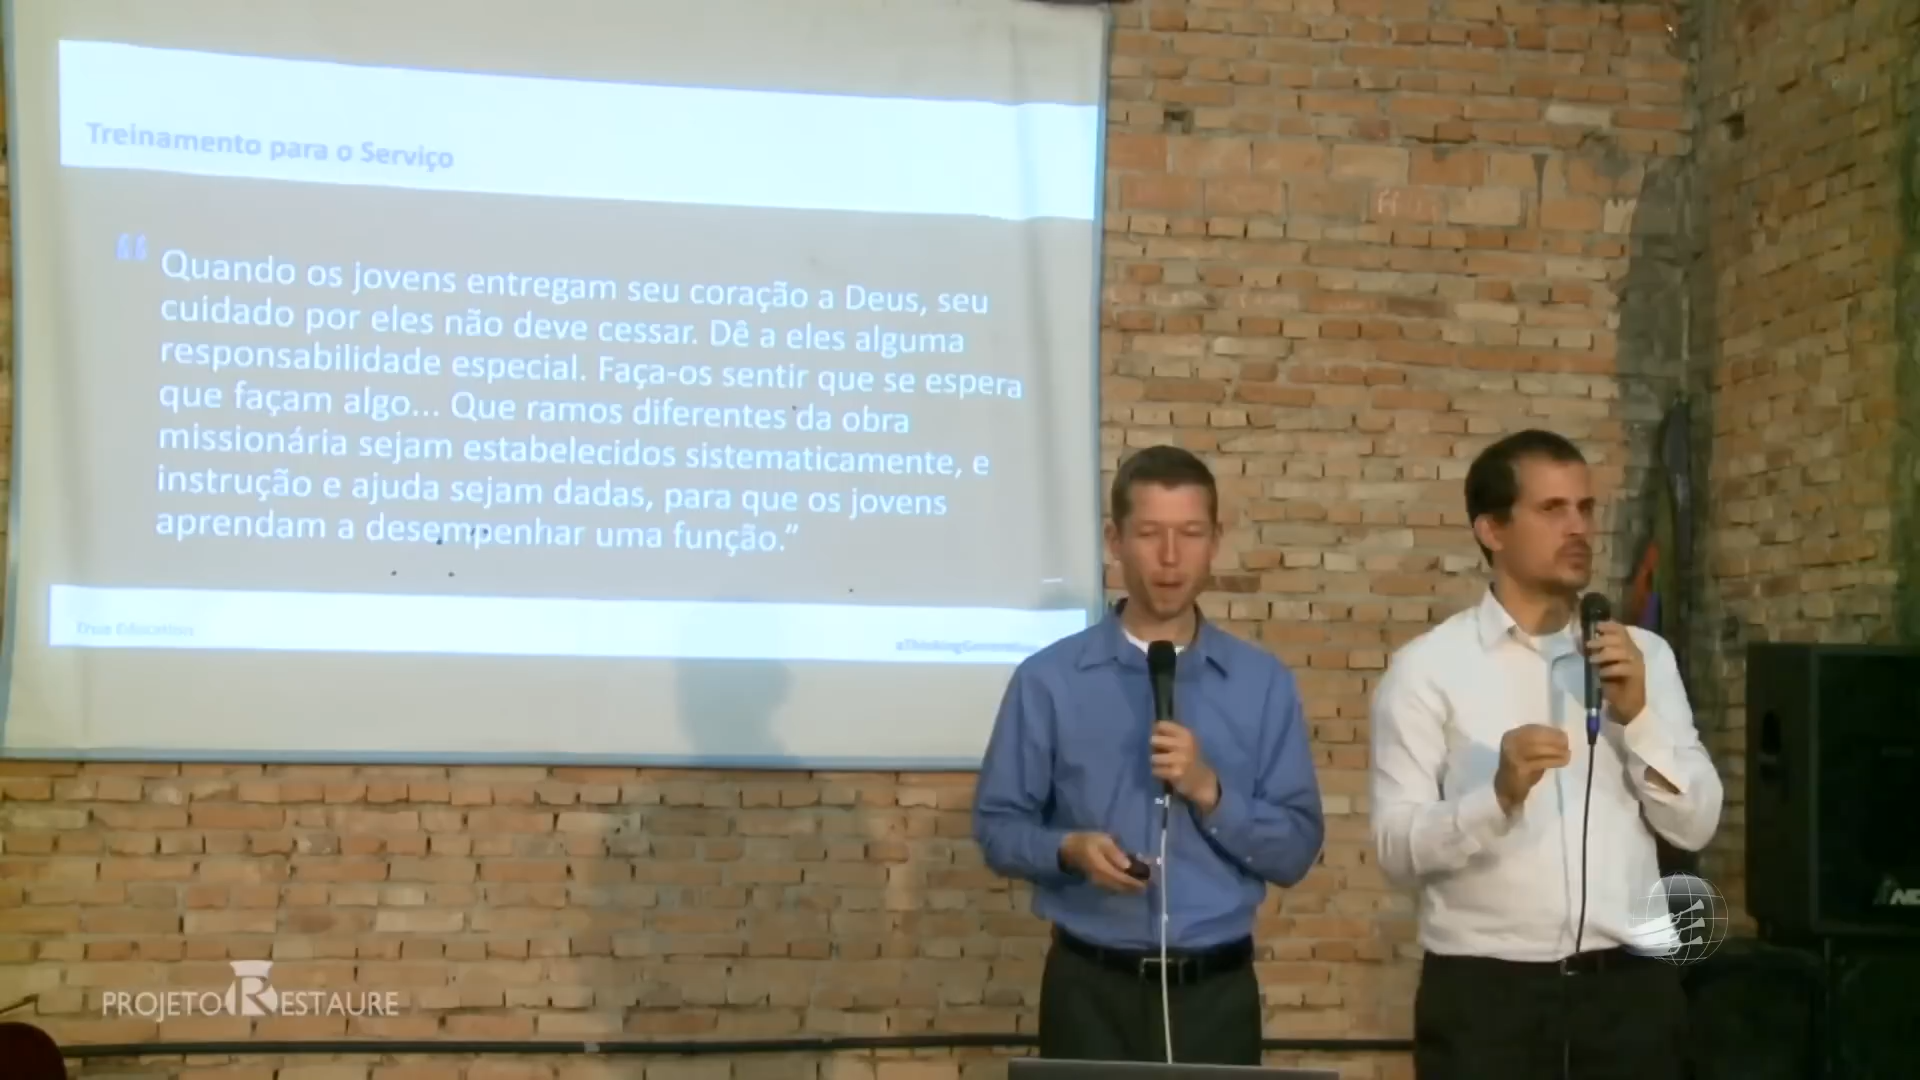 Treinamento para o Serviço
“ Quando os jovens entregam seu coração a Deus, seu
cuidado por eles não deve cessar. Dê a eles alguma
responsabilidade especial. Faça-os sentir que se espera
que façam algo... Que ramos diferentes da obra
missionária sejam estabelecidos sistematicamente, e
instrução e ajuda sejam dadas, para que os jovens
aprendam a desempenhar uma função.”
True Education
PROJETO RESTAURE